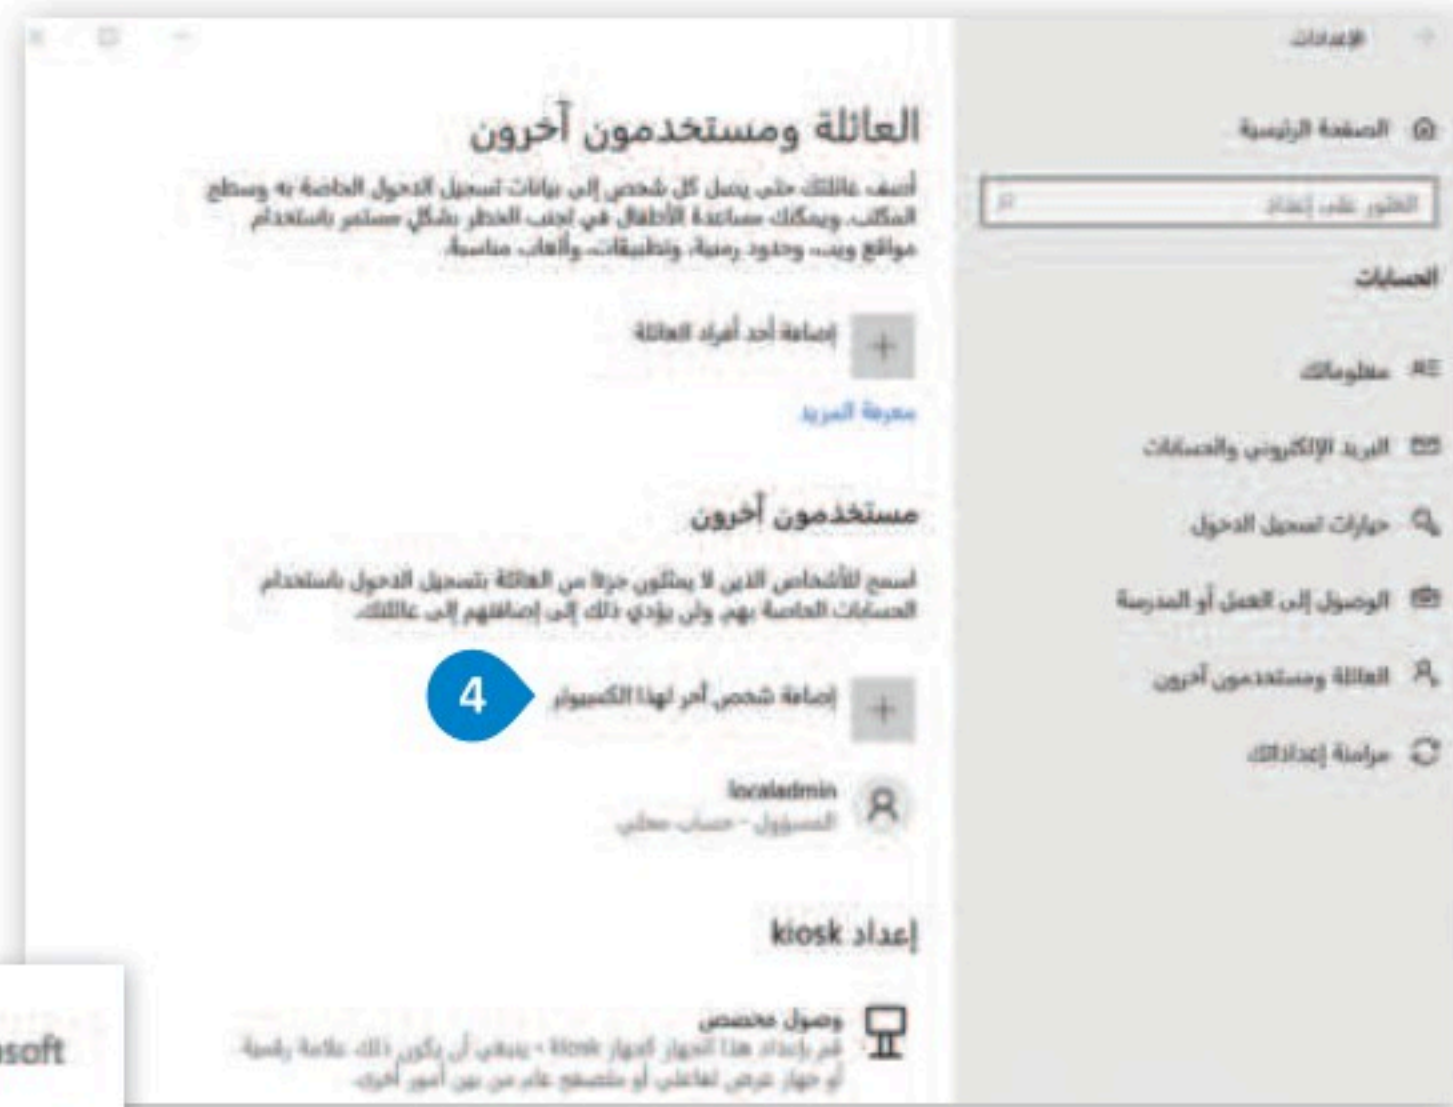 الإعدادات
الصفحة الرئيسية
العثور على إعداد
الحسابات
معلوماتك
البريد الإلكتروني والحسابات
خيارات تسجيل الدخول
الوصول إلى العمل أو المدرسة
العائلة ومستخدمون آخرون
مزامنة إعداداتك
العائلة ومستخدمون آخرون
أضف عائلتك حتى يصل كل شخص إلى بيانات تسجيل الدخول الخاصة به وسطح
المكتب. ويمكنك مساعدة الأطفال في تجنب الخطر بشكل مستمر باستخدام
مواقع ويب، وحدود زمنية، وتطبيقات، وألعاب مناسبة.
إضافة أحد أفراد العائلة
معرفة المزيد
مستخدمون آخرون
اسمح للأشخاص الذين لا يمثلون جزءًا من العائلة بتسجيل الدخول باستخدام
الحسابات الخاصة بهم. ولن يؤدي ذلك إلى إضافتهم إلى عائلتك.
إضافة شخص آخر لهذا الكمبيوتر
4
localadmin
المسؤول - حساب محلي
إعداد kiosk
وصول مخصص
قم بإعداد هذا الجهاز كجهاز kiosk - ينبغي أن يكون ذلك علامة رقمية
أو جهاز عرض تفاعلي أو متصفح عام من بين أمور أخرى.
soft